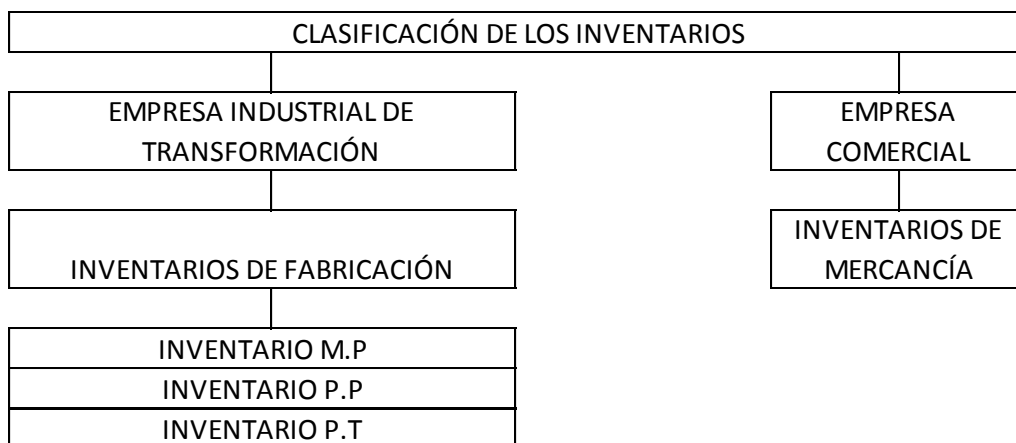 CLASIFICACIÓN DE LOS INVENTARIOS
EMPRESA INDUSTRIAL DE
TRANSFORMACIÓN
EMPRESA
COMERCIAL
INVENTARIOS DE FABRICACIÓN
INVENTARIOS DE
MERCANCÍA
INVENTARIO M.P
INVENTARIO P.P
INVENTARIO P.T